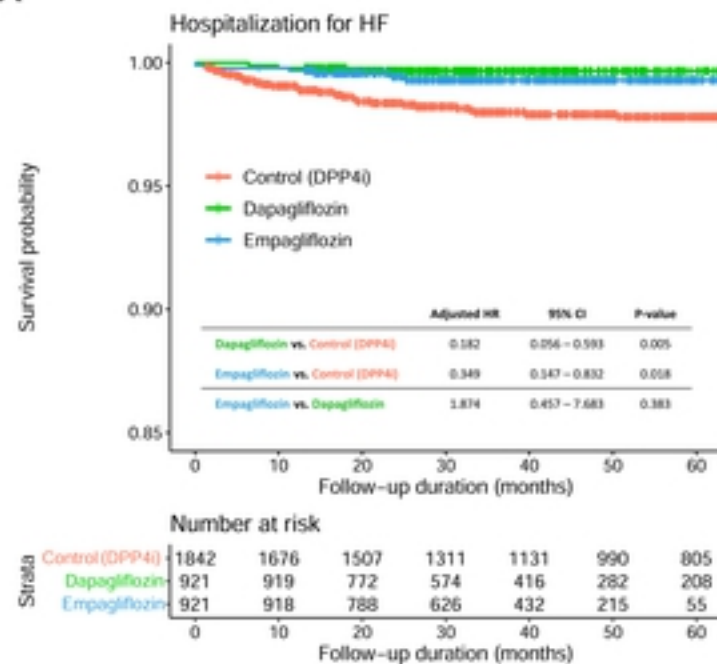 Hospitalization for HF
1.00
0.95
0.90
0.85
Survival probability
Control (DPP4i)
Dapagliflozin
Empagliflozin
Adjusted HR 95% CI P-value
Dapagliflozin vs. Control (DPP4i) 0.182 0.056 – 0.593 0.005
Empagliflozin vs. Control (DPP4i) 0.349 0.147 – 0.832 0.018
Empagliflozin vs. Dapagliflozin 1.874 0.457 – 7.683 0.383
0 10 20 30 40 50 60
Follow-up duration (months)
Number at risk
Strata
Control (DPP4i) 1842 1676 1507 1311 1131 990 805
Dapagliflozin 921 919 772 574 416 282 208
Empagliflozin 921 918 788 626 432 215 55
0 10 20 30 40 50 60
Follow-up duration (months)